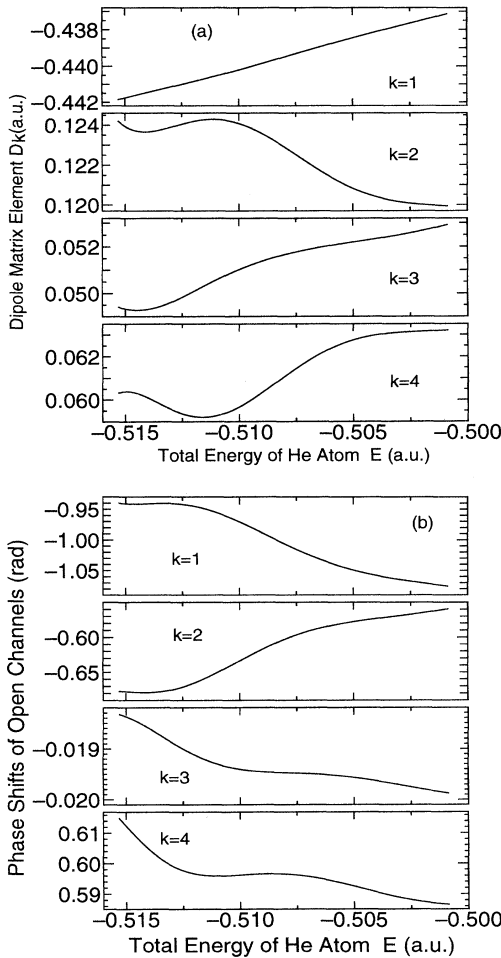 (a)
Dipole Matrix Element Dk(a.u.)
−0.438
−0.440
−0.442
k=1
0.124
0.122
0.120
k=2
0.052
0.050
k=3
0.062
0.060
k=4
−0.515 −0.510 −0.505 −0.500
Total Energy of He Atom E (a.u.)
(b)
Phase Shifts of Open Channels (rad)
−0.95
−1.00
−1.05
k=1
−0.60
−0.65
k=2
−0.019
−0.020
k=3
0.61
0.60
0.59
k=4
−0.515 −0.510 −0.505 −0.500
Total Energy of He Atom E (a.u.)